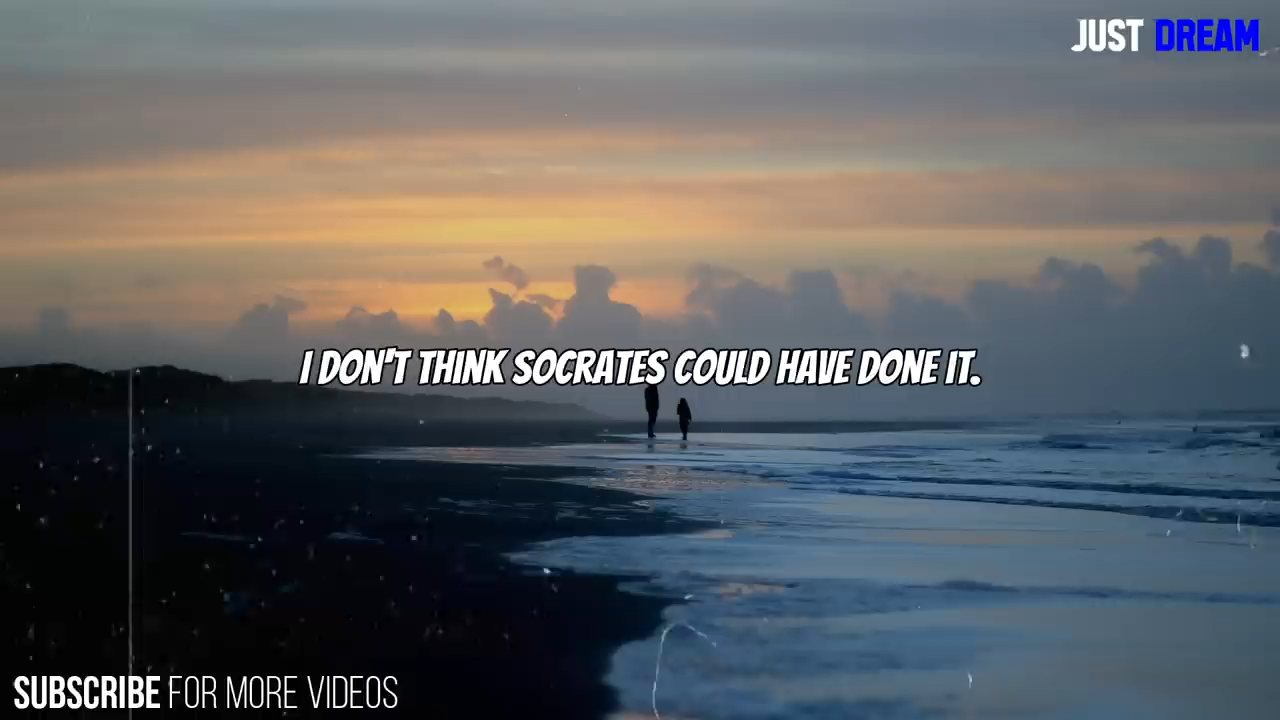 JUST DREAM
I DON'T THINK SOCRATES COULD HAVE DONE IT.
SUBSCRIBE FOR MORE VIDEOS